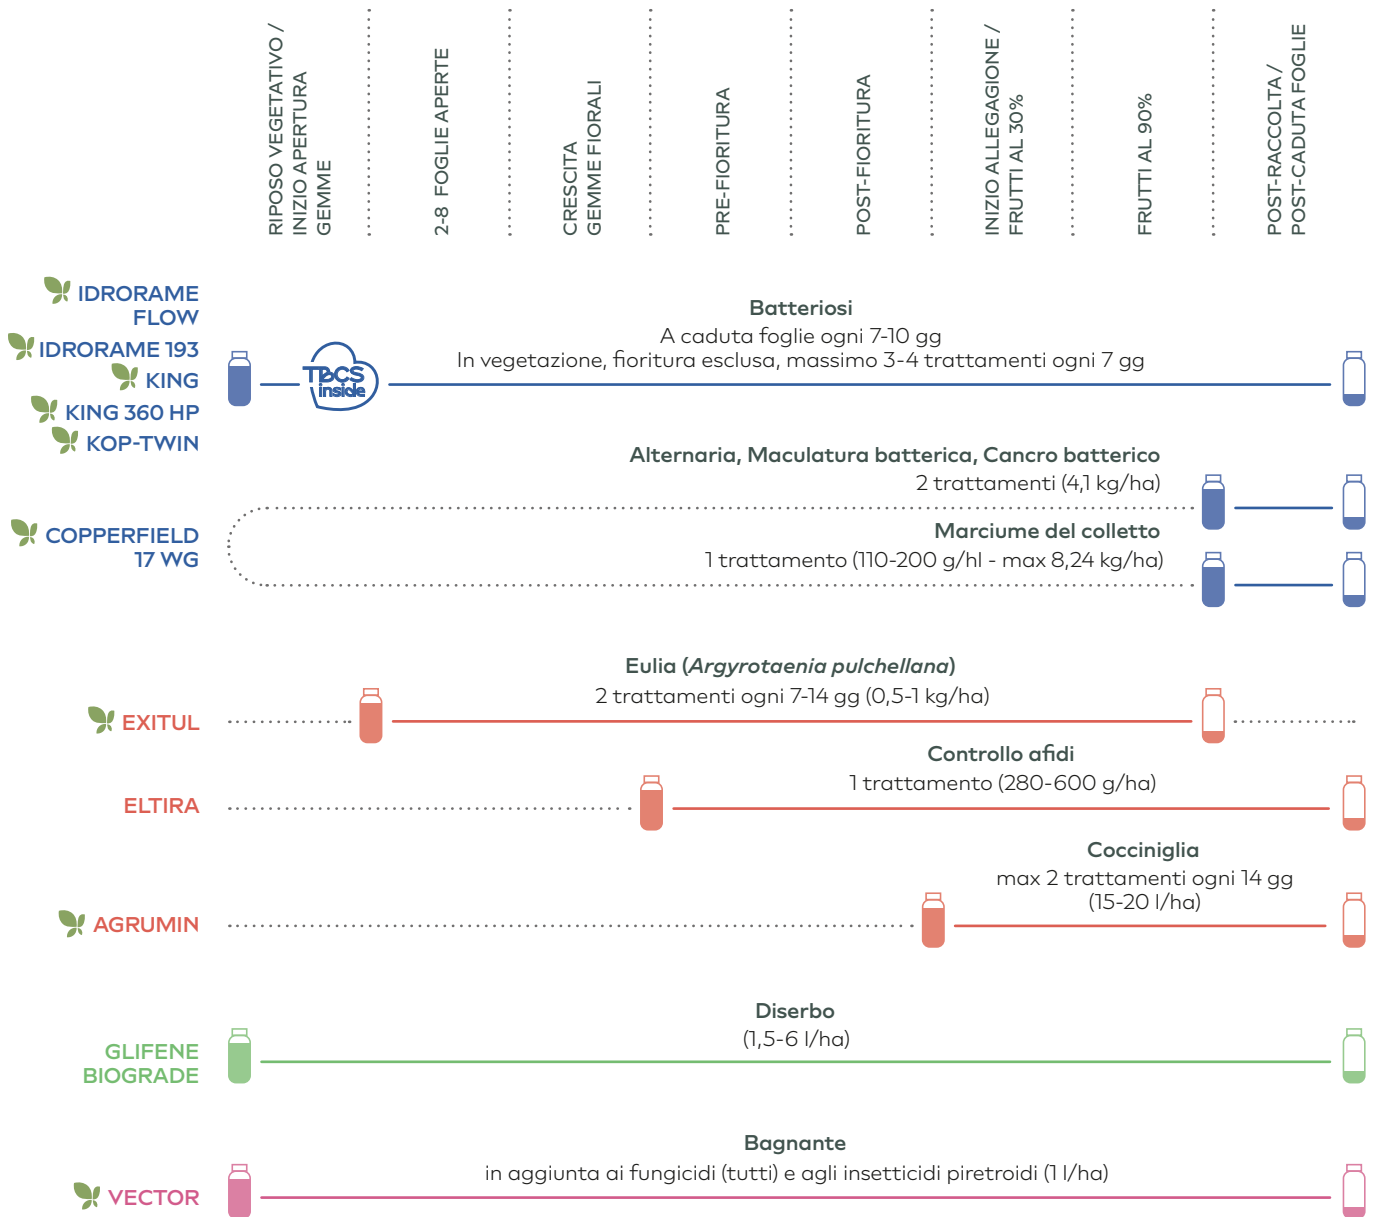 RIPOSO VEGETATIVO /
INIZIO APERTURA
GEMME
2-8 FOGLIE APERTE
CRESCITA
GEMME FIORALI
PRE-FIORITURA
POST-FIORITURA
INIZIO ALLEGAGIONE /
FRUTTI AL 30%
FRUTTI AL 90%
POST-RACCOLTA /
POST-CADUTA FOGLIE
IDRORAME
FLOW
IDRORAME 193
KING
KING 360 HP
KOP-TWIN
TBCS
inside
Batteriosi
A caduta foglie ogni 7-10 gg
In vegetazione, fioritura esclusa, massimo 3-4 trattamenti ogni 7 gg
COPPERFIELD
17 WG
Alternaria, Maculatura batterica, Cancro batterico
2 trattamenti (4,1 kg/ha)
Marciume del colletto
1 trattamento (110-200 g/hl - max 8,24 kg/ha)
EXITUL
Eulia (Argyrotaenia pulchellana)
2 trattamenti ogni 7-14 gg (0,5-1 kg/ha)
ELTIRA
Controllo afidi
1 trattamento (280-600 g/ha)
AGRUMIN
Cocciniglia
max 2 trattamenti ogni 14 gg
(15-20 l/ha)
GLIFENE
BIOGRADE
Diserbo
(1,5-6 l/ha)
VECTOR
Bagnante
in aggiunta ai fungicidi (tutti) e agli insetticidi piretroidi (1 l/ha)